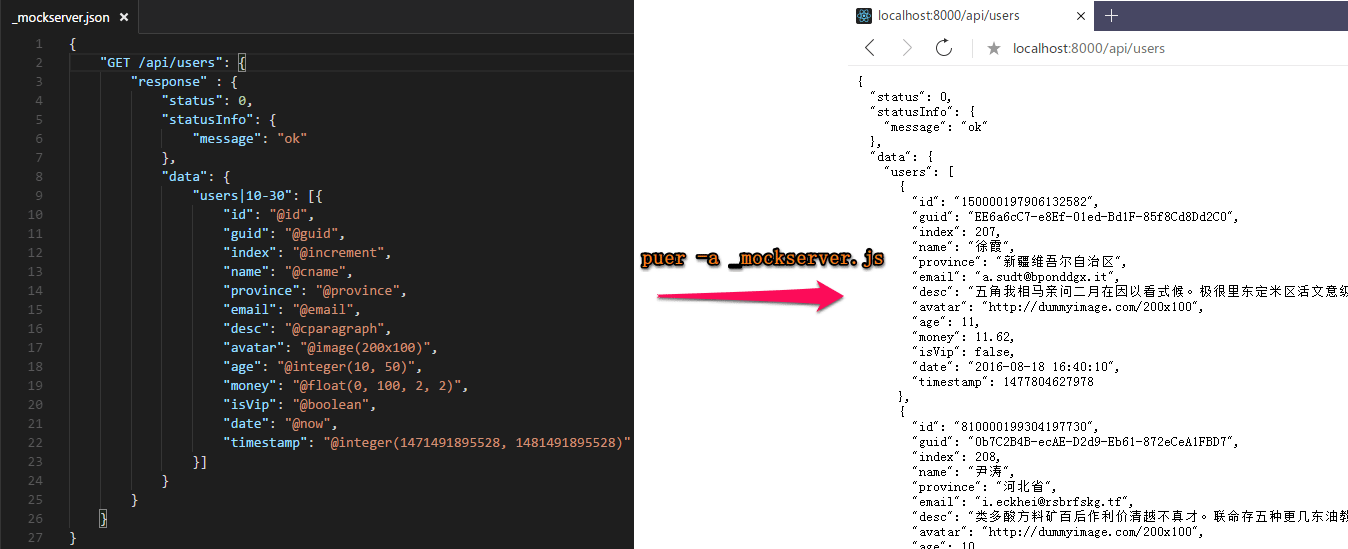 _mockserver.json ×
1 {
2 "GET /api/users": {
3 "response" : {
4 "status": 0,
5 "statusInfo": {
6 "message": "ok"
7 },
8 "data": {
9 "users|10-30": [{
10 "id": "@id",
11 "guid": "@guid",
12 "index": "@increment",
13 "name": "@cname",
14 "province": "@province",
15 "email": "@email",
16 "desc": "@cparagraph",
17 "avatar": "@image(200x100)",
18 "age": "@integer(10, 50)",
19 "money": "@float(0, 100, 2, 2)",
20 "isVip": "@boolean",
21 "date": "@now",
22 "timestamp": "@integer(1471491895528, 1481491895528)"
23 }]
24 }
25 }
26 }
27 }
puer -a _mockserver.js
localhost:8000/api/users
localhost:8000/api/users
{
"status": 0,
"statusInfo": {
"message": "ok"
},
"data": {
"users": [
{
"id": "150000197906132582",
"guid": "EE6a6cC7-e8Ef-01ed-Bd1F-85f8Cd8Dd2C0",
"index": 207,
"name": "徐霞",
"province": "新疆维吾尔自治区",
"email": "a.sudt@bponddgx.it",
"desc": "五角我相马亲问二月在因以看式候。极很里东定米区活文意级
"avatar": "http://dummyimage.com/200x100",
"age": 11,
"money": 11.62,
"isVip": false,
"date": "2016-08-18 16:40:10",
"timestamp": 1477804627978
},
{
"id": "810000199304197730",
"guid": "0b7C2B4B-ecAE-D2d9-Eb61-872eCeA1FBD7",
"index": 208,
"name": "尹涛",
"province": "河北省",
"email": "i.eckhei@rsbrfskg.tf",
"desc": "类多酸方料矿百后作利价清越不真才。联命存五种更几东油教
"avatar": "http://dummyimage.com/200x100",
"age": 10,